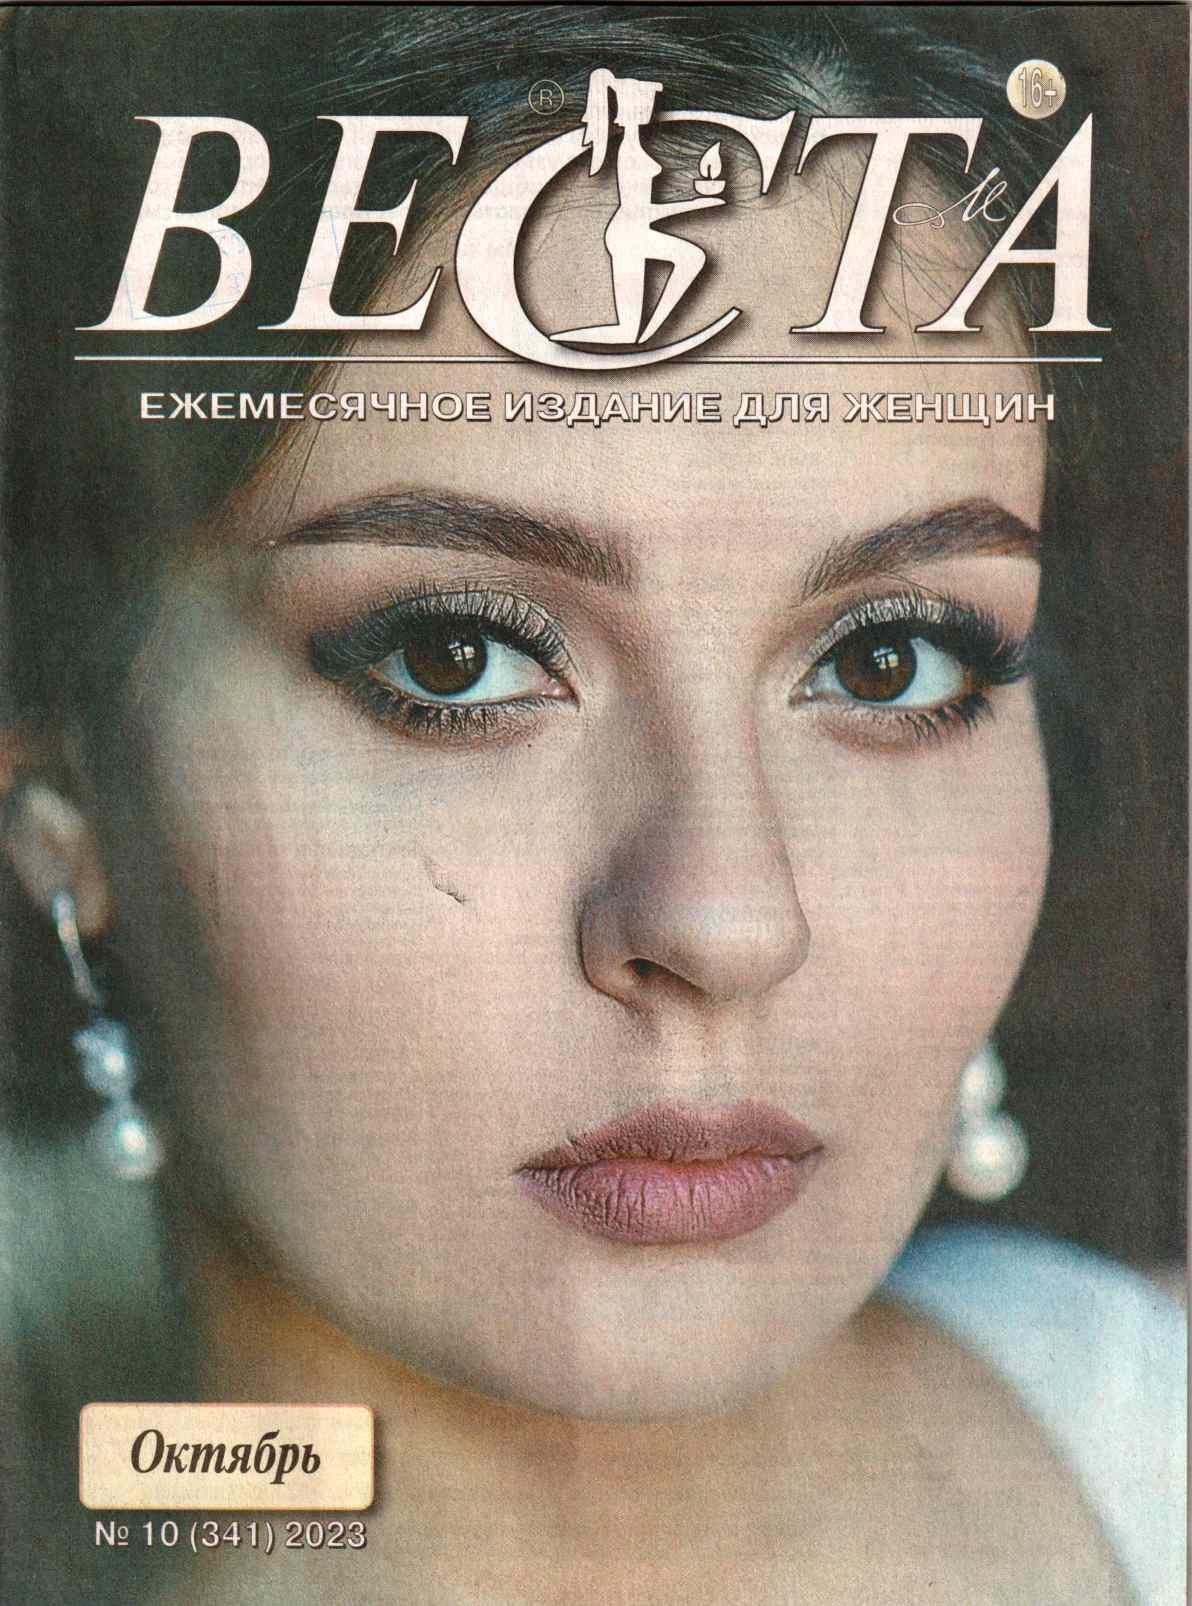 16+
®
ВЕСТА
М
ЕЖЕМЕСЯЧНОЕ ИЗДАНИЕ ДЛЯ ЖЕНЩИН
Октябрь
№ 10 (341) 2023